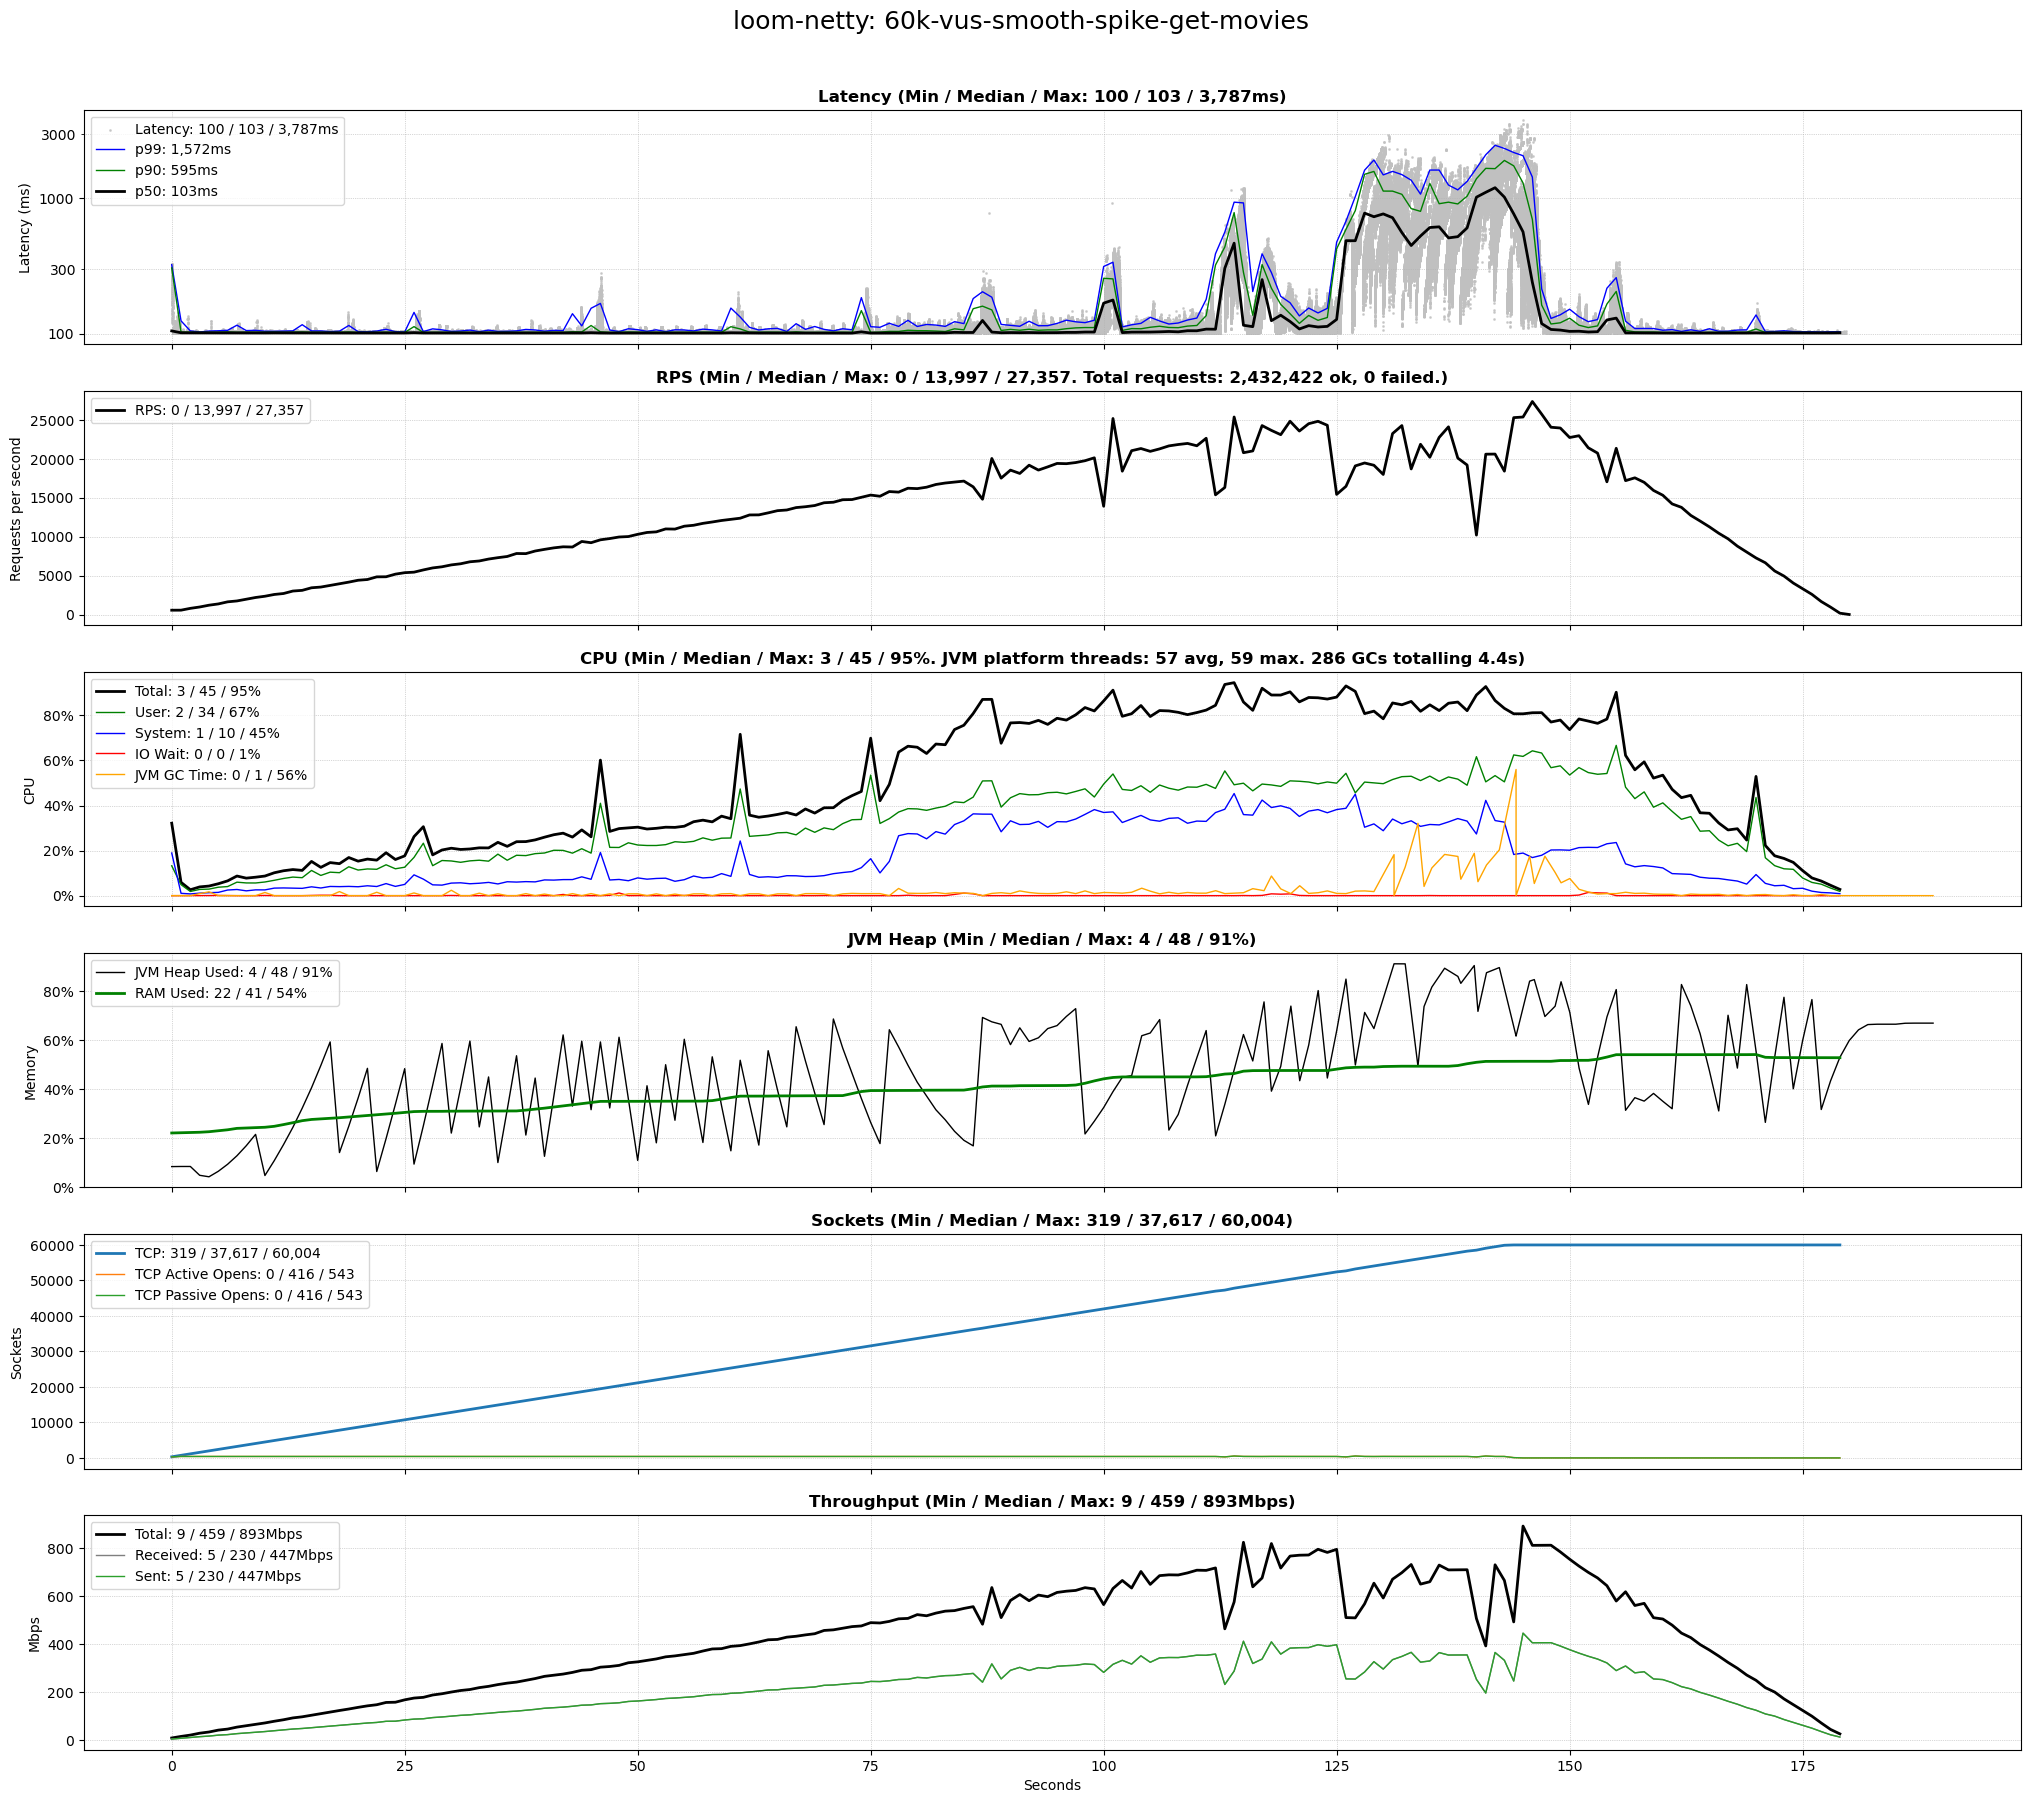 loom-netty: 60k-vus-smooth-spike-get-movies
Latency (Min / Median / Max: 100 / 103 / 3,787ms)
Latency: 100 / 103 / 3,787ms
p99: 1,572ms
p90: 595ms
p50: 103ms
3000
1000
300
100
Latency (ms)
RPS (Min / Median / Max: 0 / 13,997 / 27,357. Total requests: 2,432,422 ok, 0 failed.)
RPS: 0 / 13,997 / 27,357
25000
20000
15000
10000
5000
0
Requests per second
CPU (Min / Median / Max: 3 / 45 / 95%. JVM platform threads: 57 avg, 59 max. 286 GCs totalling 4.4s)
Total: 3 / 45 / 95%
User: 2 / 34 / 67%
System: 1 / 10 / 45%
IO Wait: 0 / 0 / 1%
JVM GC Time: 0 / 1 / 56%
80%
60%
40%
20%
0%
CPU
JVM Heap (Min / Median / Max: 4 / 48 / 91%)
JVM Heap Used: 4 / 48 / 91%
RAM Used: 22 / 41 / 54%
80%
60%
40%
20%
0%
Memory
Sockets (Min / Median / Max: 319 / 37,617 / 60,004)
TCP: 319 / 37,617 / 60,004
TCP Active Opens: 0 / 416 / 543
TCP Passive Opens: 0 / 416 / 543
60000
50000
40000
30000
20000
10000
0
Sockets
Throughput (Min / Median / Max: 9 / 459 / 893Mbps)
Total: 9 / 459 / 893Mbps
Received: 5 / 230 / 447Mbps
Sent: 5 / 230 / 447Mbps
800
600
400
200
0
Mbps
0 25 50 75 100 125 150 175
Seconds